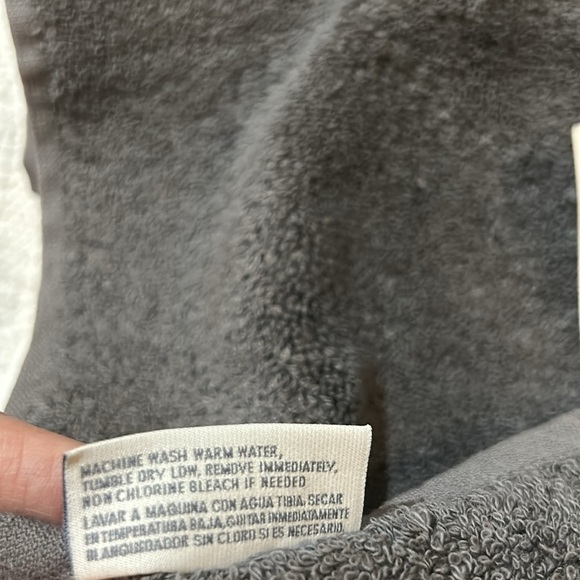 MACHINE WASH WARM WATER,
TUMBLE DRY LOW, REMOVE IMMEDIATELY,
NON CHLORINE BLEACH IF NEEDED
LAVAR A MAQUINA CON AGUA TIBIA, SECAR
EN TEMPERATURA BAJA, QUITAR INMEDIATAMENTE
BLANQUEDADOR SIN CLORO SI ES NECESARIO